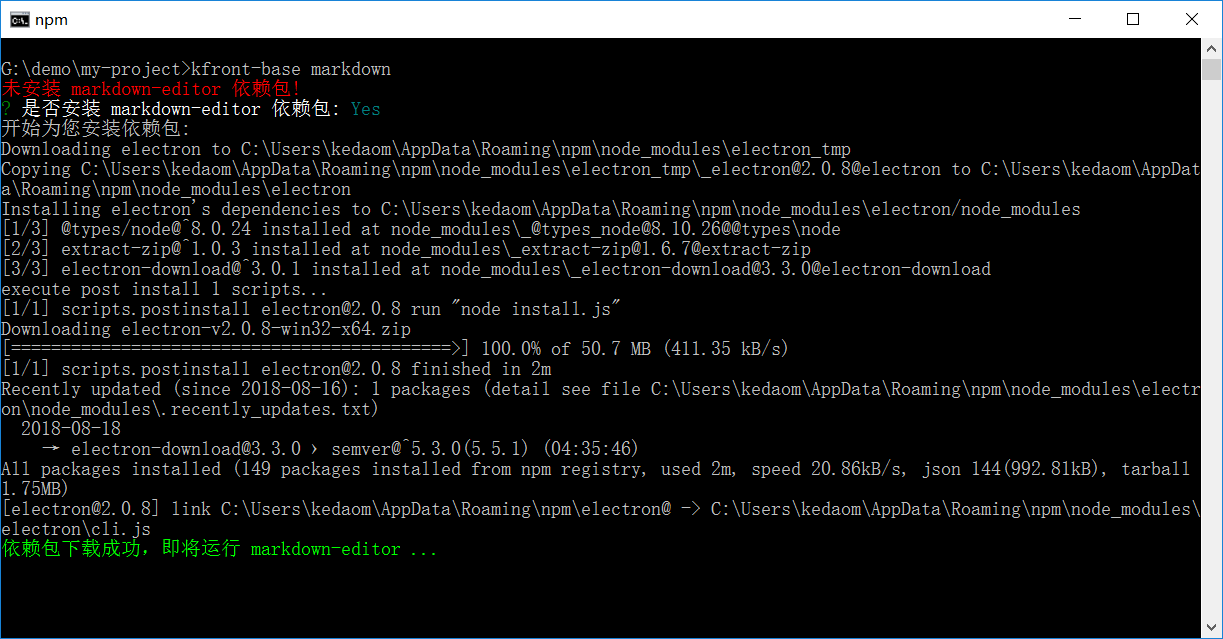 npm
G:\demo\my-project>kfront-base markdown
未安装 markdown-editor 依赖包!
? 是否安装 markdown-editor 依赖包: Yes
开始为您安装依赖包:
Downloading electron to C:\Users\kedaom\AppData\Roaming\npm\node_modules\electron_tmp
Copying C:\Users\kedaom\AppData\Roaming\npm\node_modules\electron_tmp\_electron@2.0.8@electron to C:\Users\kedaom\AppDat
a\Roaming\npm\node_modules\electron
Installing electron's dependencies to C:\Users\kedaom\AppData\Roaming\npm\node_modules\electron/node_modules
[1/3] @types/node@^8.0.24 installed at node_modules\_@types_node@8.10.26@@types\node
[2/3] extract-zip@^1.0.3 installed at node_modules\_extract-zip@1.6.7@extract-zip
[3/3] electron-download@^3.0.1 installed at node_modules\_electron-download@3.3.0@electron-download
execute post install 1 scripts...
[1/1] scripts.postinstall electron@2.0.8 run "node install.js"
Downloading electron-v2.0.8-win32-x64.zip
[============================================>] 100.0% of 50.7 MB (411.35 kB/s)
[1/1] scripts.postinstall electron@2.0.8 finished in 2m
Recently updated (since 2018-08-16): 1 packages (detail see file C:\Users\kedaom\AppData\Roaming\npm\node_modules\electr
on\node_modules\.recently_updates.txt)
2018-08-18
→ electron-download@3.3.0 › semver@^5.3.0(5.5.1) (04:35:46)
All packages installed (149 packages installed from npm registry, used 2m, speed 20.86kB/s, json 144(992.81kB), tarball
1.75MB)
[electron@2.0.8] link C:\Users\kedaom\AppData\Roaming\npm\electron@ -> C:\Users\kedaom\AppData\Roaming\npm\node_modules\
electron\cli.js
依赖包下载成功，即将运行 markdown-editor ...